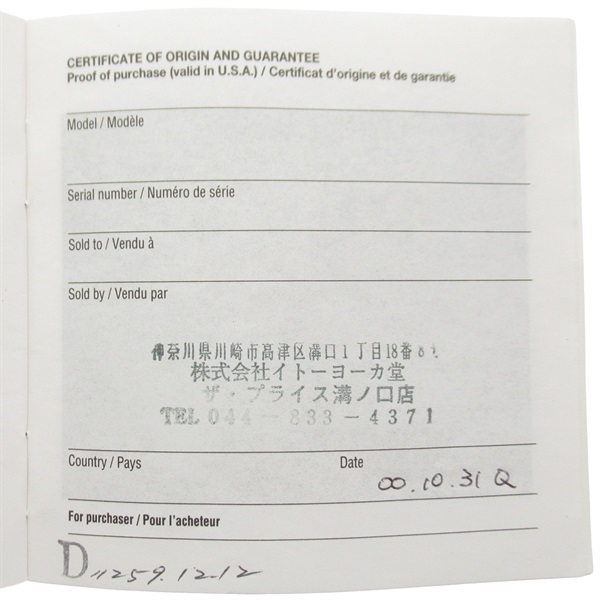 CERTIFICATE OF ORIGIN AND GUARANTEE
Proof of purchase (valid in U.S.A.) / Certificat d'origine et de garantie
Model / Modèle
Serial number / Numéro de série
Sold to / Vendu à
Sold by / Vendu par
神奈川県川崎市高津区溝口1丁目18番
株式会社イトーヨーカ堂
ザ・プライス溝ノ口店
TEL 044-833-4371
Country / Pays
Date
00.10.31 Q
For purchaser / Pour l'acheteur
D 11259.12.12